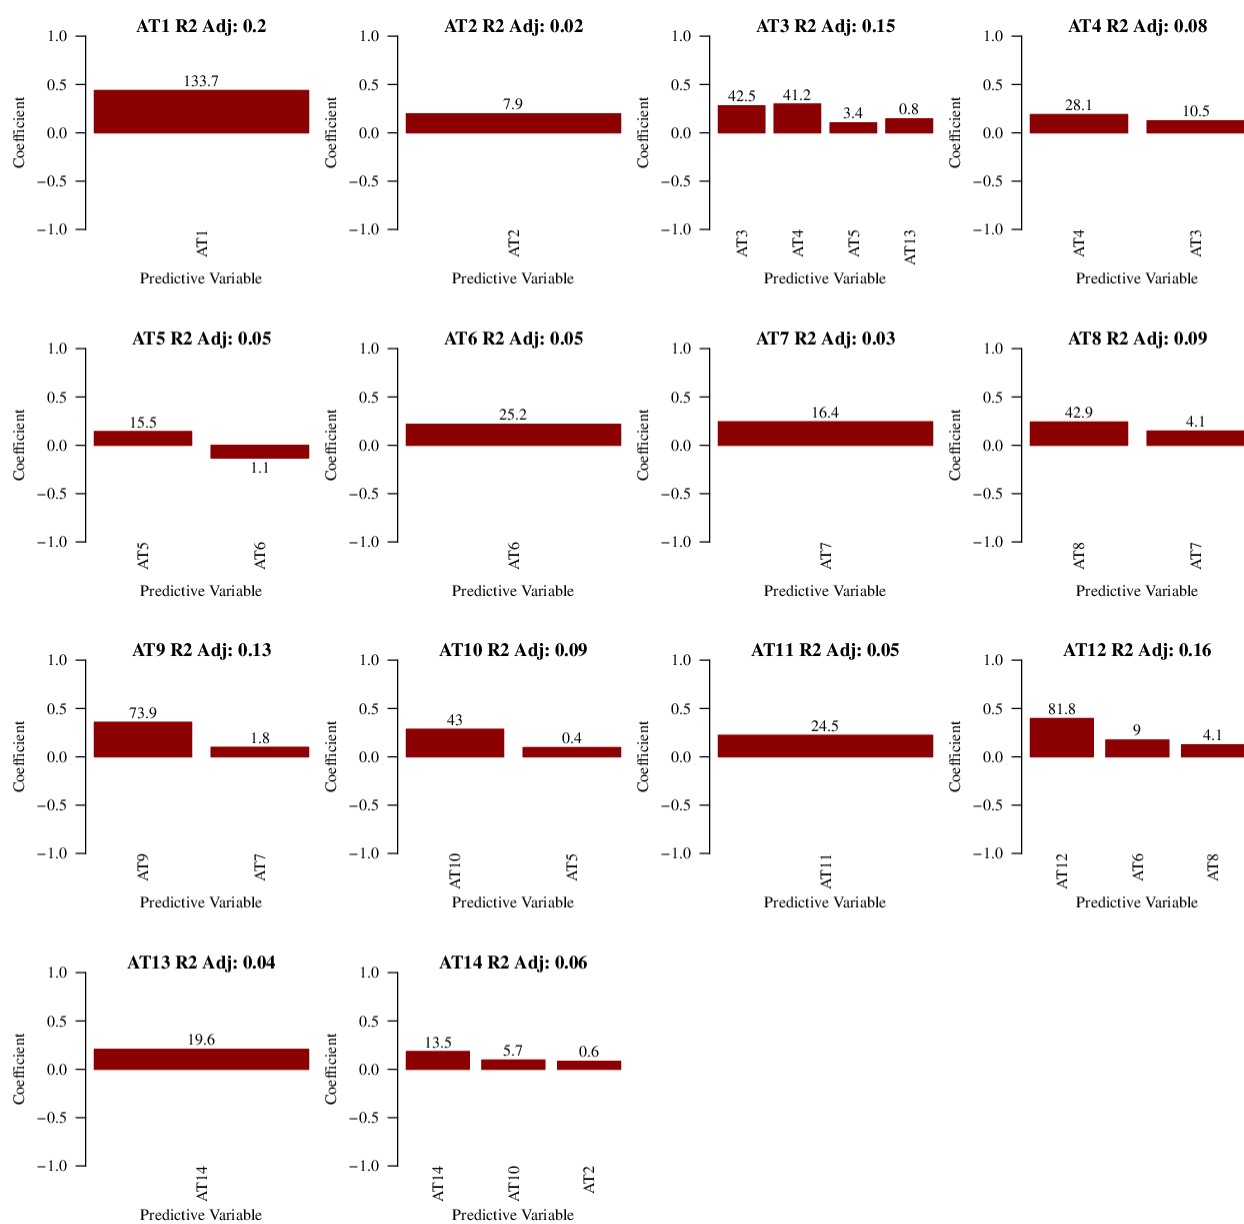 AT1 R2 Adj: 0.2
1.0
0.5
0.0
−0.5
−1.0
Coefficient
133.7
AT1
Predictive Variable
AT2 R2 Adj: 0.02
1.0
0.5
0.0
−0.5
−1.0
Coefficient
7.9
AT2
Predictive Variable
AT3 R2 Adj: 0.15
1.0
0.5
0.0
−0.5
−1.0
Coefficient
42.5 41.2 3.4 0.8
AT3 AT4 AT5 AT13
Predictive Variable
AT4 R2 Adj: 0.08
1.0
0.5
0.0
−0.5
−1.0
Coefficient
28.1 10.5
AT4 AT3
Predictive Variable
AT5 R2 Adj: 0.05
1.0
0.5
0.0
−0.5
−1.0
Coefficient
15.5 1.1
AT5 AT6
Predictive Variable
AT6 R2 Adj: 0.05
1.0
0.5
0.0
−0.5
−1.0
Coefficient
25.2
AT6
Predictive Variable
AT7 R2 Adj: 0.03
1.0
0.5
0.0
−0.5
−1.0
Coefficient
16.4
AT7
Predictive Variable
AT8 R2 Adj: 0.09
1.0
0.5
0.0
−0.5
−1.0
Coefficient
42.9 4.1
AT8 AT7
Predictive Variable
AT9 R2 Adj: 0.13
1.0
0.5
0.0
−0.5
−1.0
Coefficient
73.9 1.8
AT9 AT7
Predictive Variable
AT10 R2 Adj: 0.09
1.0
0.5
0.0
−0.5
−1.0
Coefficient
43 0.4
AT10 AT5
Predictive Variable
AT11 R2 Adj: 0.05
1.0
0.5
0.0
−0.5
−1.0
Coefficient
24.5
AT11
Predictive Variable
AT12 R2 Adj: 0.16
1.0
0.5
0.0
−0.5
−1.0
Coefficient
81.8 9 4.1
AT12 AT6 AT8
Predictive Variable
AT13 R2 Adj: 0.04
1.0
0.5
0.0
−0.5
−1.0
Coefficient
19.6
AT14
Predictive Variable
AT14 R2 Adj: 0.06
1.0
0.5
0.0
−0.5
−1.0
Coefficient
13.5 5.7 0.6
AT14 AT10 AT2
Predictive Variable